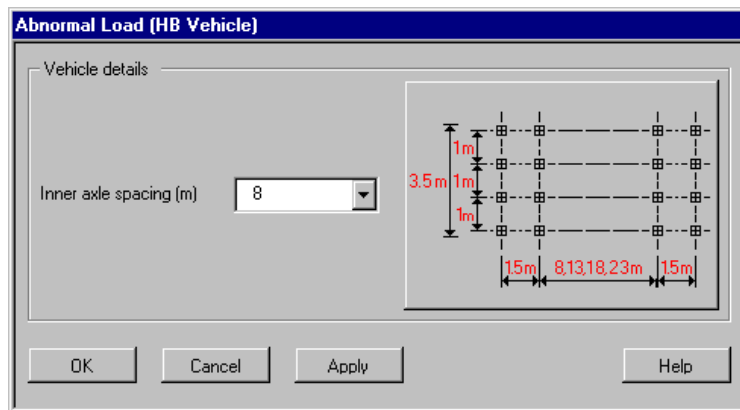 Abnormal Load (HB Vehicle)
Vehicle details
Inner axle spacing (m)
8
1m
3.5m 1m
1m
1.5m 8,13,18,23m 1.5m
OK Cancel Apply Help